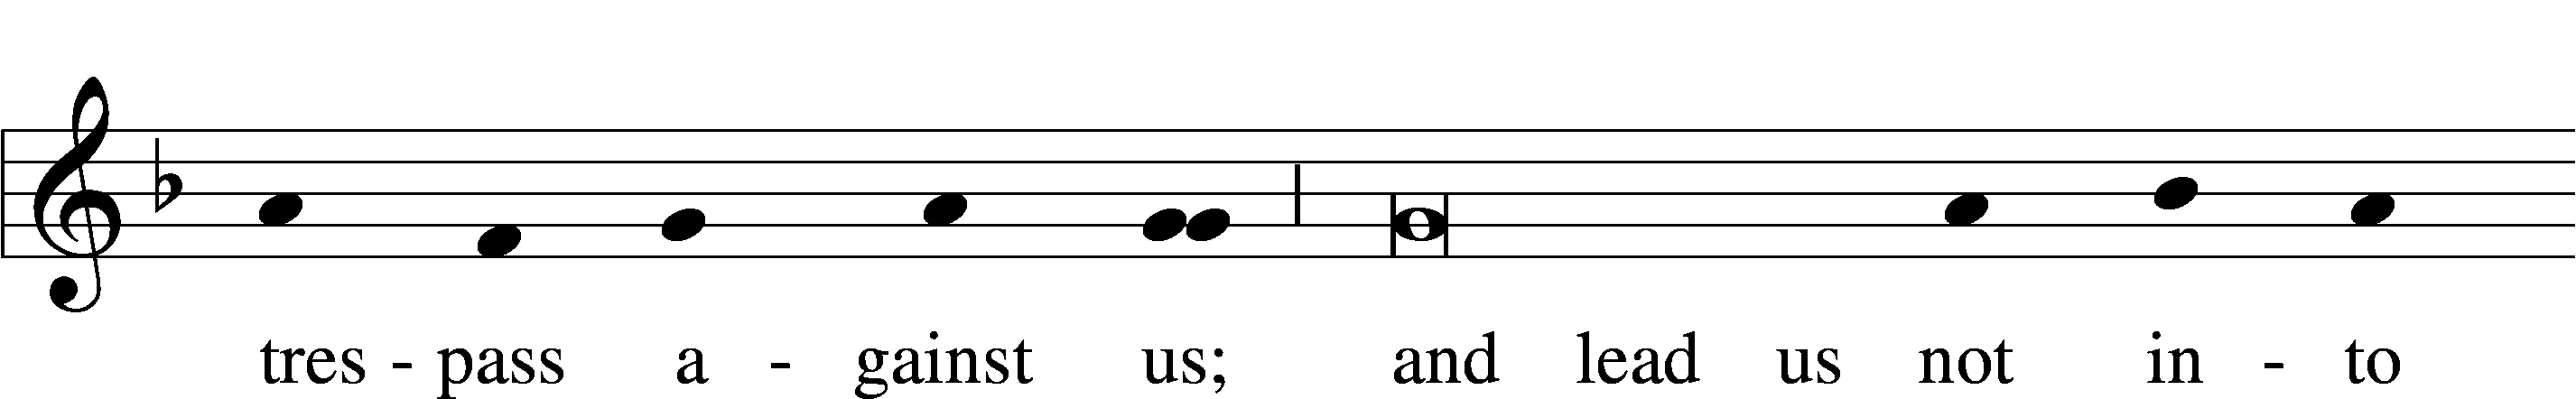 tres - pass a - gainst us; and lead us not in - to